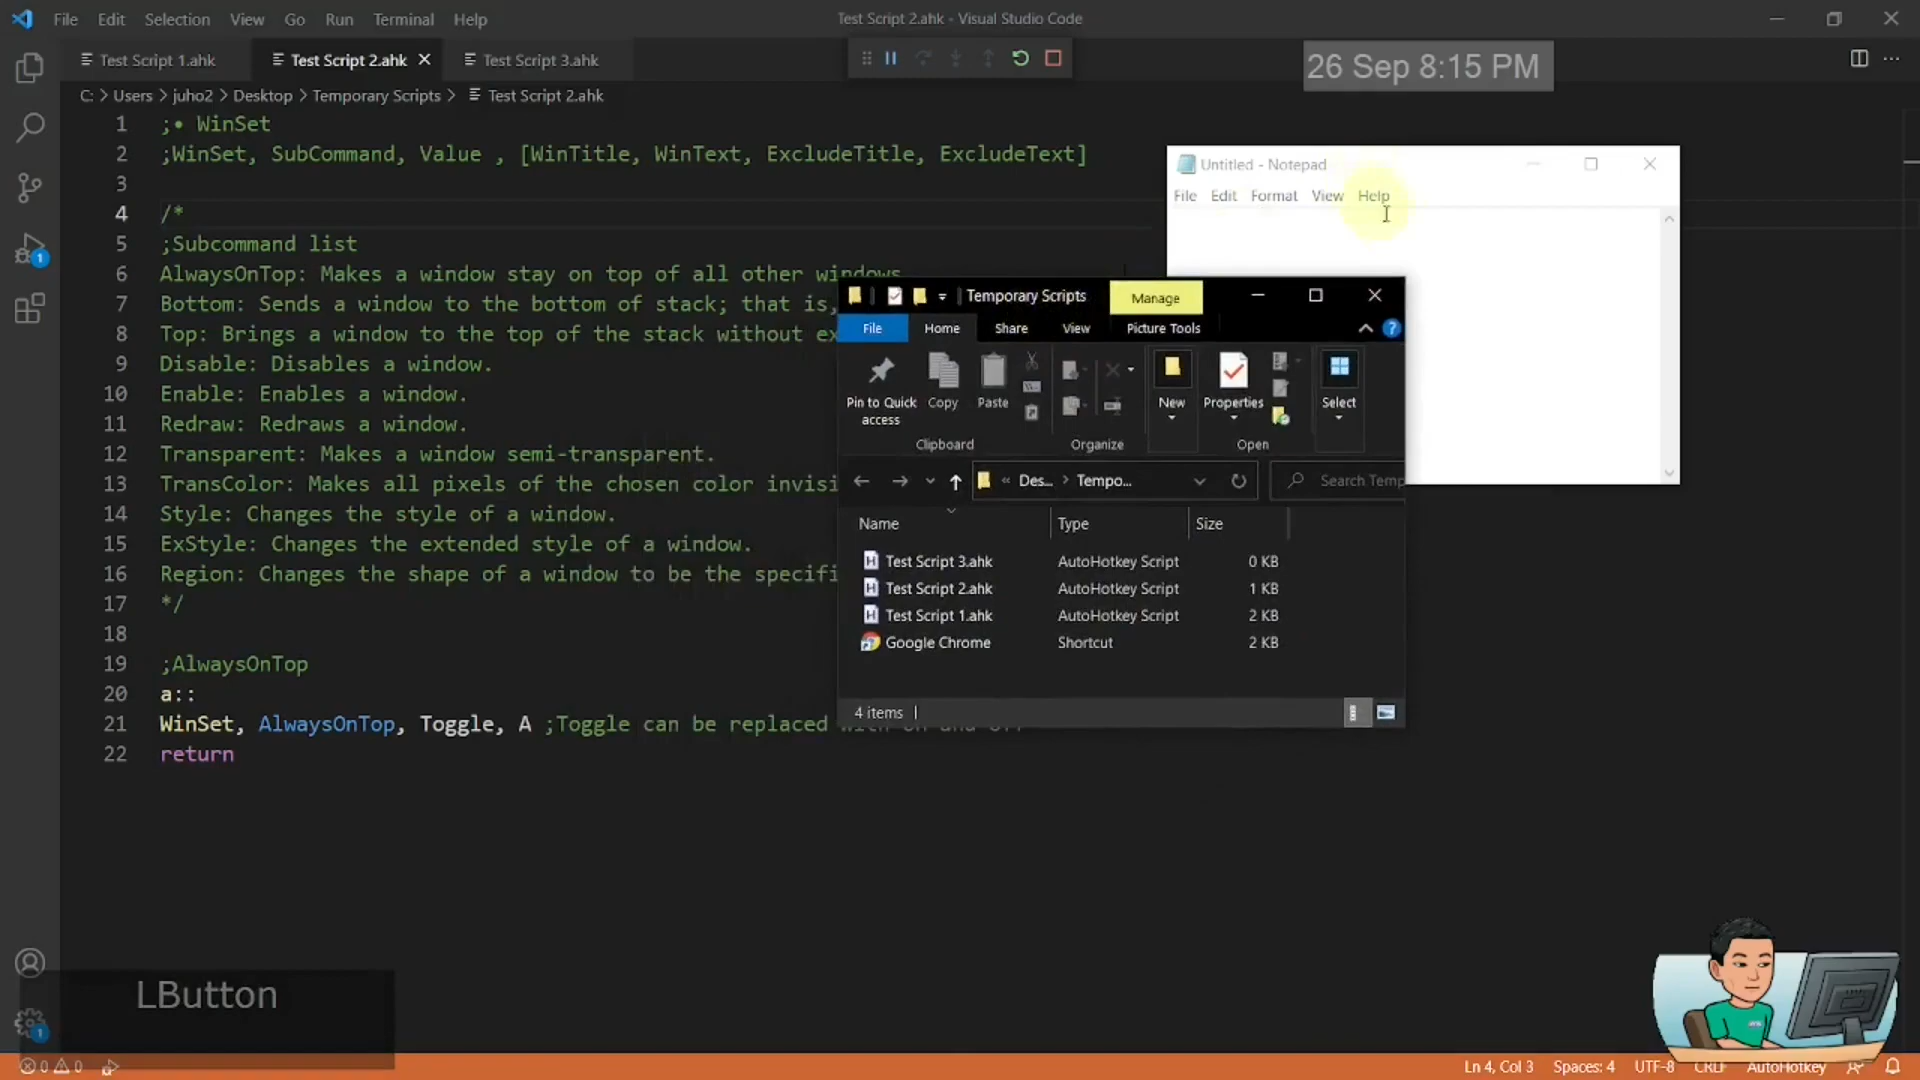 File Edit Selection View Go Run Terminal Help
Test Script 2.ahk - Visual Studio Code
Test Script 1.ahk
Test Script 2.ahk
Test Script 3.ahk
26 Sep 8:15 PM
C: > Users > juho2 > Desktop > Temporary Scripts > Test Script 2.ahk
1 ;• WinSet
2 ;WinSet, SubCommand, Value , [WinTitle, WinText, ExcludeTitle, ExcludeText]
3
4 /*
5 ;Subcommand list
6 AlwaysOnTop: Makes a window stay on top of all other windows
7 Bottom: Sends a window to the bottom of stack; that is,
8 Top: Brings a window to the top of the stack without ex
9 Disable: Disables a window.
10 Enable: Enables a window.
11 Redraw: Redraws a window.
12 Transparent: Makes a window semi-transparent.
13 TransColor: Makes all pixels of the chosen color invisi
14 Style: Changes the style of a window.
15 ExStyle: Changes the extended style of a window.
16 Region: Changes the shape of a window to be the specifi
17 */
18
19 ;AlwaysOnTop
20 a::
21 WinSet, AlwaysOnTop, Toggle, A ;Toggle can be replaced
22 return
Untitled - Notepad
File Edit Format View Help
Temporary Scripts
Manage
File Home Share View Picture Tools
Pin to Quick access
Copy
Paste
New
Properties
Select
Clipboard Organize Open
« Des... > Tempo...
Search Temp
Name Type Size
Test Script 3.ahk AutoHotkey Script 0 KB
Test Script 2.ahk AutoHotkey Script 1 KB
Test Script 1.ahk AutoHotkey Script 2 KB
Google Chrome Shortcut 2 KB
4 items
1
LButton
1
0 0
Ln 4, Col 3 Spaces: 4 UTF-8 CRLF AutoHotkey